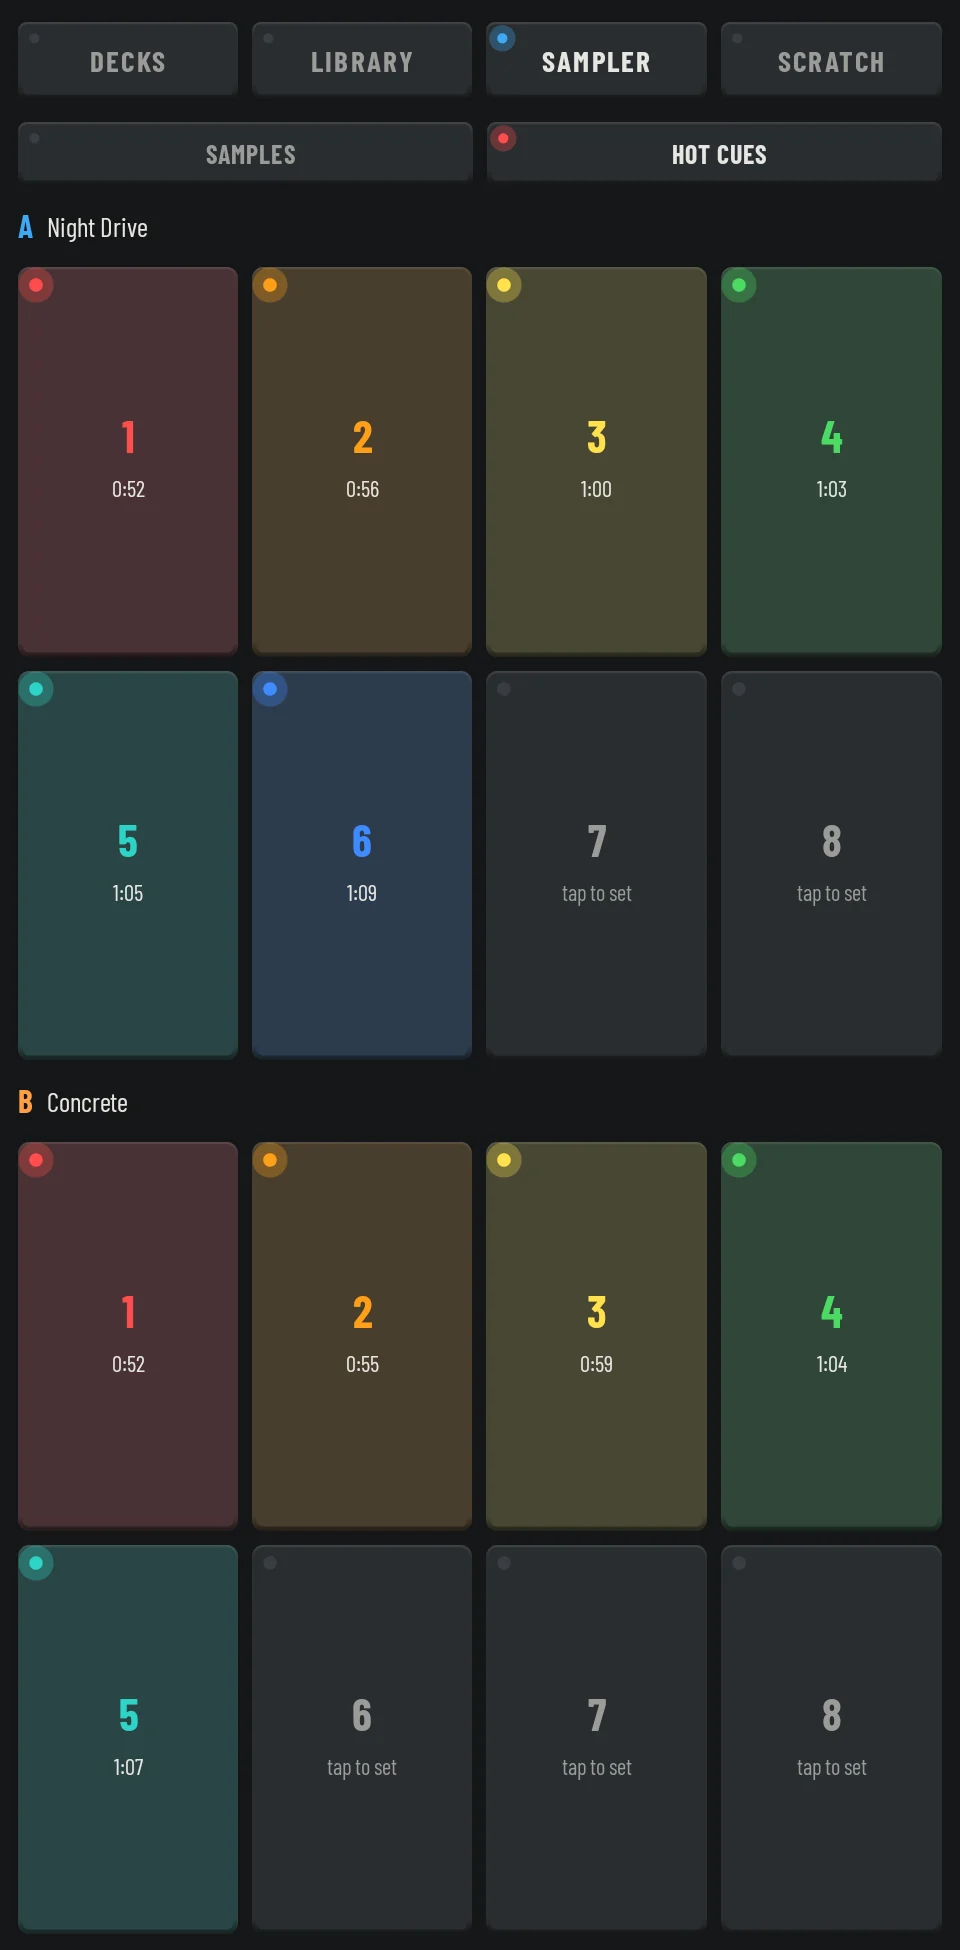 DECKS LIBRARY SAMPLER SCRATCH
SAMPLES HOT CUES
A Night Drive
1 2 3 4
0:52 0:56 1:00 1:03
5 6 7 8
1:05 1:09 tap to set tap to set
B Concrete
1 2 3 4
0:52 0:55 0:59 1:04
5 6 7 8
1:07 tap to set tap to set tap to set